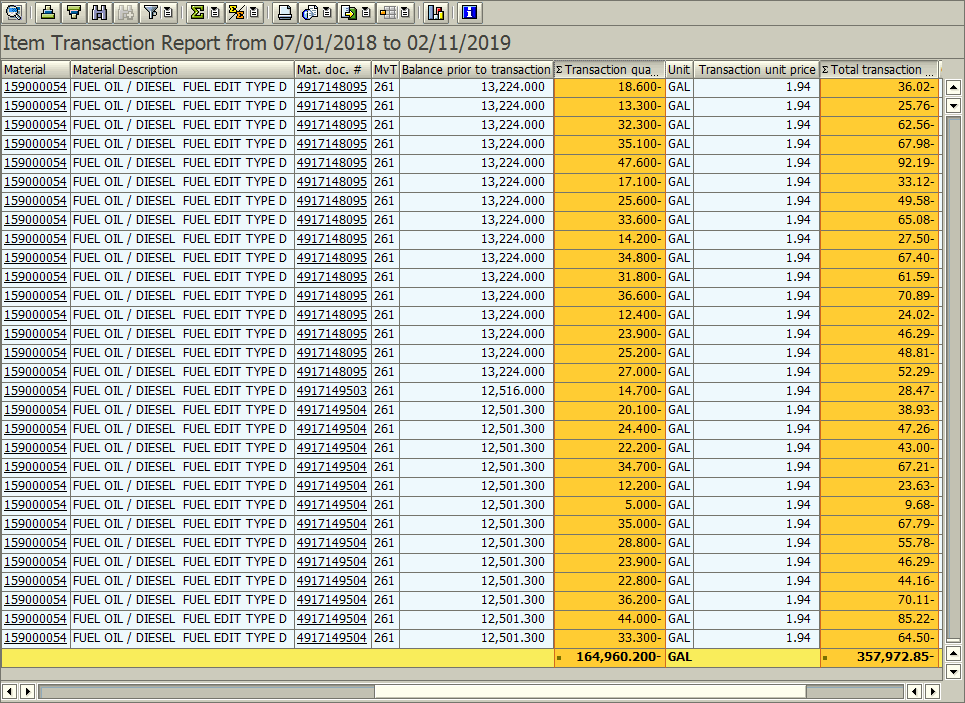 Item Transaction Report from 07/01/2018 to 02/11/2019
Material Material Description Mat. doc. # MvT Balance prior to transaction Σ Transaction qua... Unit Transaction unit price Σ Total transaction ...
159000054 FUEL OIL / DIESEL FUEL EDIT TYPE D 4917148095 261 13,224.000 18.600- GAL 1.94 36.02-
159000054 FUEL OIL / DIESEL FUEL EDIT TYPE D 4917148095 261 13,224.000 13.300- GAL 1.94 25.76-
159000054 FUEL OIL / DIESEL FUEL EDIT TYPE D 4917148095 261 13,224.000 32.300- GAL 1.94 62.56-
159000054 FUEL OIL / DIESEL FUEL EDIT TYPE D 4917148095 261 13,224.000 35.100- GAL 1.94 67.98-
159000054 FUEL OIL / DIESEL FUEL EDIT TYPE D 4917148095 261 13,224.000 47.600- GAL 1.94 92.19-
159000054 FUEL OIL / DIESEL FUEL EDIT TYPE D 4917148095 261 13,224.000 17.100- GAL 1.94 33.12-
159000054 FUEL OIL / DIESEL FUEL EDIT TYPE D 4917148095 261 13,224.000 25.600- GAL 1.94 49.58-
159000054 FUEL OIL / DIESEL FUEL EDIT TYPE D 4917148095 261 13,224.000 33.600- GAL 1.94 65.08-
159000054 FUEL OIL / DIESEL FUEL EDIT TYPE D 4917148095 261 13,224.000 14.200- GAL 1.94 27.50-
159000054 FUEL OIL / DIESEL FUEL EDIT TYPE D 4917148095 261 13,224.000 34.800- GAL 1.94 67.40-
159000054 FUEL OIL / DIESEL FUEL EDIT TYPE D 4917148095 261 13,224.000 31.800- GAL 1.94 61.59-
159000054 FUEL OIL / DIESEL FUEL EDIT TYPE D 4917148095 261 13,224.000 36.600- GAL 1.94 70.89-
159000054 FUEL OIL / DIESEL FUEL EDIT TYPE D 4917148095 261 13,224.000 12.400- GAL 1.94 24.02-
159000054 FUEL OIL / DIESEL FUEL EDIT TYPE D 4917148095 261 13,224.000 23.900- GAL 1.94 46.29-
159000054 FUEL OIL / DIESEL FUEL EDIT TYPE D 4917148095 261 13,224.000 25.200- GAL 1.94 48.81-
159000054 FUEL OIL / DIESEL FUEL EDIT TYPE D 4917148095 261 13,224.000 27.000- GAL 1.94 52.29-
159000054 FUEL OIL / DIESEL FUEL EDIT TYPE D 4917149503 261 12,516.000 14.700- GAL 1.94 28.47-
159000054 FUEL OIL / DIESEL FUEL EDIT TYPE D 4917149504 261 12,501.300 20.100- GAL 1.94 38.93-
159000054 FUEL OIL / DIESEL FUEL EDIT TYPE D 4917149504 261 12,501.300 24.400- GAL 1.94 47.26-
159000054 FUEL OIL / DIESEL FUEL EDIT TYPE D 4917149504 261 12,501.300 22.200- GAL 1.94 43.00-
159000054 FUEL OIL / DIESEL FUEL EDIT TYPE D 4917149504 261 12,501.300 34.700- GAL 1.94 67.21-
159000054 FUEL OIL / DIESEL FUEL EDIT TYPE D 4917149504 261 12,501.300 12.200- GAL 1.94 23.63-
159000054 FUEL OIL / DIESEL FUEL EDIT TYPE D 4917149504 261 12,501.300 5.000- GAL 1.94 9.68-
159000054 FUEL OIL / DIESEL FUEL EDIT TYPE D 4917149504 261 12,501.300 35.000- GAL 1.94 67.79-
159000054 FUEL OIL / DIESEL FUEL EDIT TYPE D 4917149504 261 12,501.300 28.800- GAL 1.94 55.78-
159000054 FUEL OIL / DIESEL FUEL EDIT TYPE D 4917149504 261 12,501.300 23.900- GAL 1.94 46.29-
159000054 FUEL OIL / DIESEL FUEL EDIT TYPE D 4917149504 261 12,501.300 22.800- GAL 1.94 44.16-
159000054 FUEL OIL / DIESEL FUEL EDIT TYPE D 4917149504 261 12,501.300 36.200- GAL 1.94 70.11-
159000054 FUEL OIL / DIESEL FUEL EDIT TYPE D 4917149504 261 12,501.300 44.000- GAL 1.94 85.22-
159000054 FUEL OIL / DIESEL FUEL EDIT TYPE D 4917149504 261 12,501.300 33.300- GAL 1.94 64.50-
164,960.200- GAL 357,972.85-